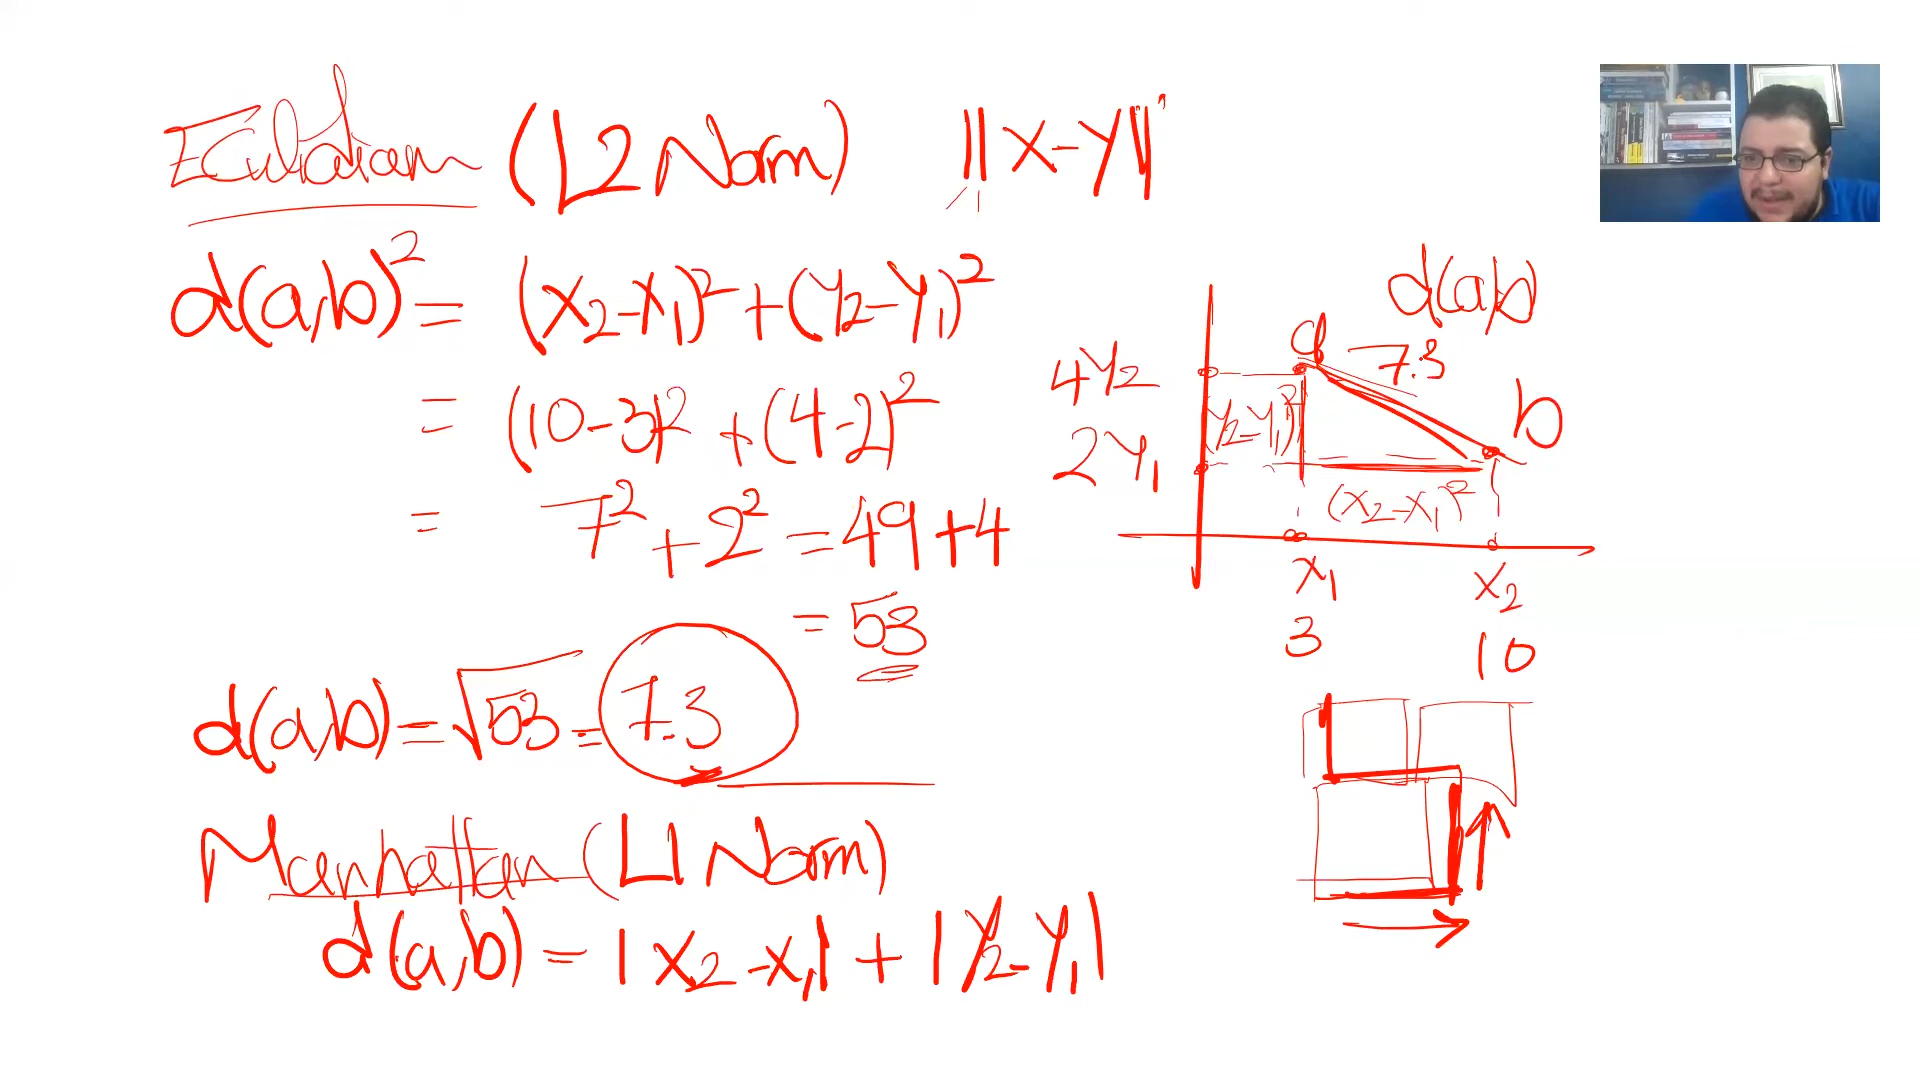 Eculidiam (L2 Norm) ||X-Y||
d(a,b)² = (x₂-x₁)² + (y₂-y₁)²
= (10-3)² + (4-2)²
= 7² + 2² = 49+4
= 53
d(a,b) = √53 = 7.3
Manhattan (L1 Norm)
d(a,b) = |x₂-x₁| + |y₂-y₁|
d(a,b)
a
7.3
4 y₂
(y₂-y₁)²
b
2 y₁
(x₂-x₁)²
x₁
x₂
3
10